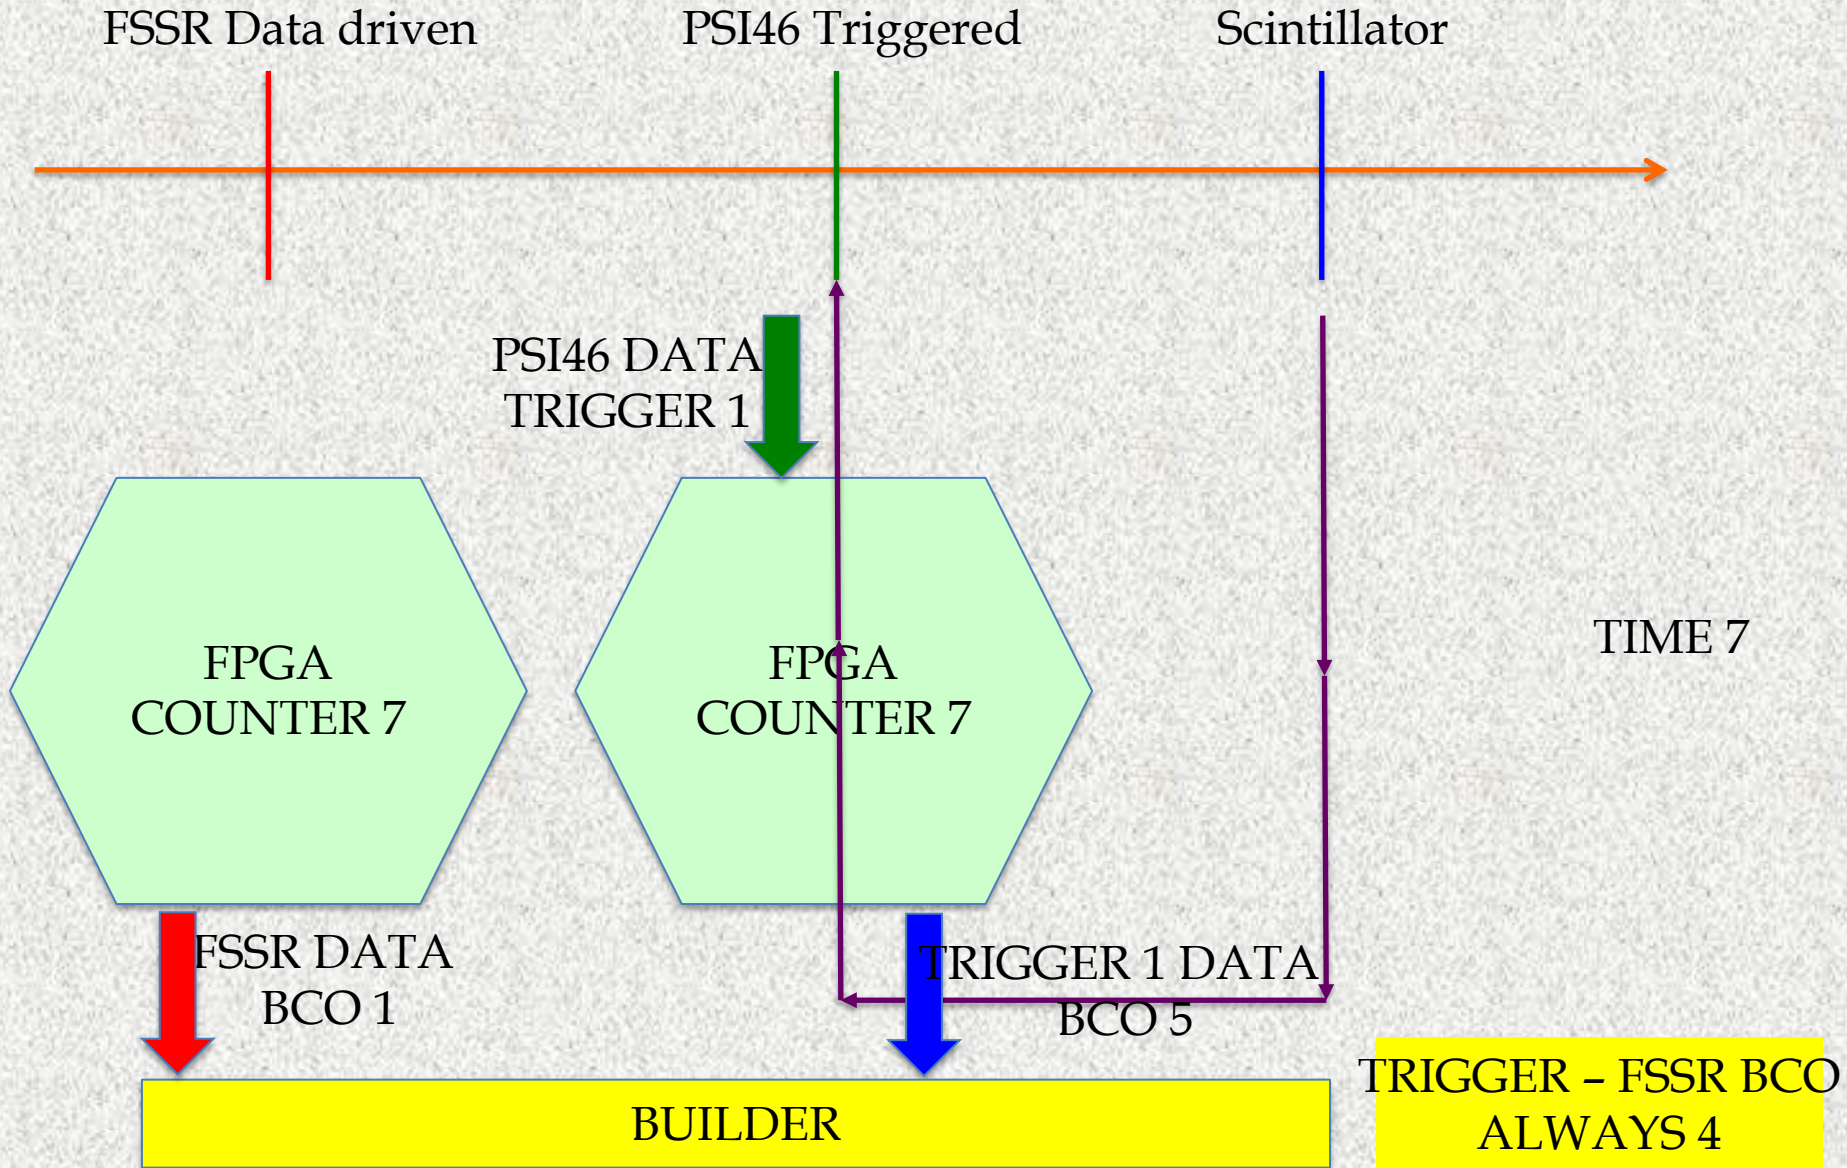 FSSR Data driven
PSI46 Triggered
Scintillator
PSI46 DATA
TRIGGER 1
FPGA
COUNTER 7
FPGA
COUNTER 7
TIME 7
FSSR DATA
BCO 1
TRIGGER 1 DATA
BCO 5
BUILDER
TRIGGER – FSSR BCO
ALWAYS 4